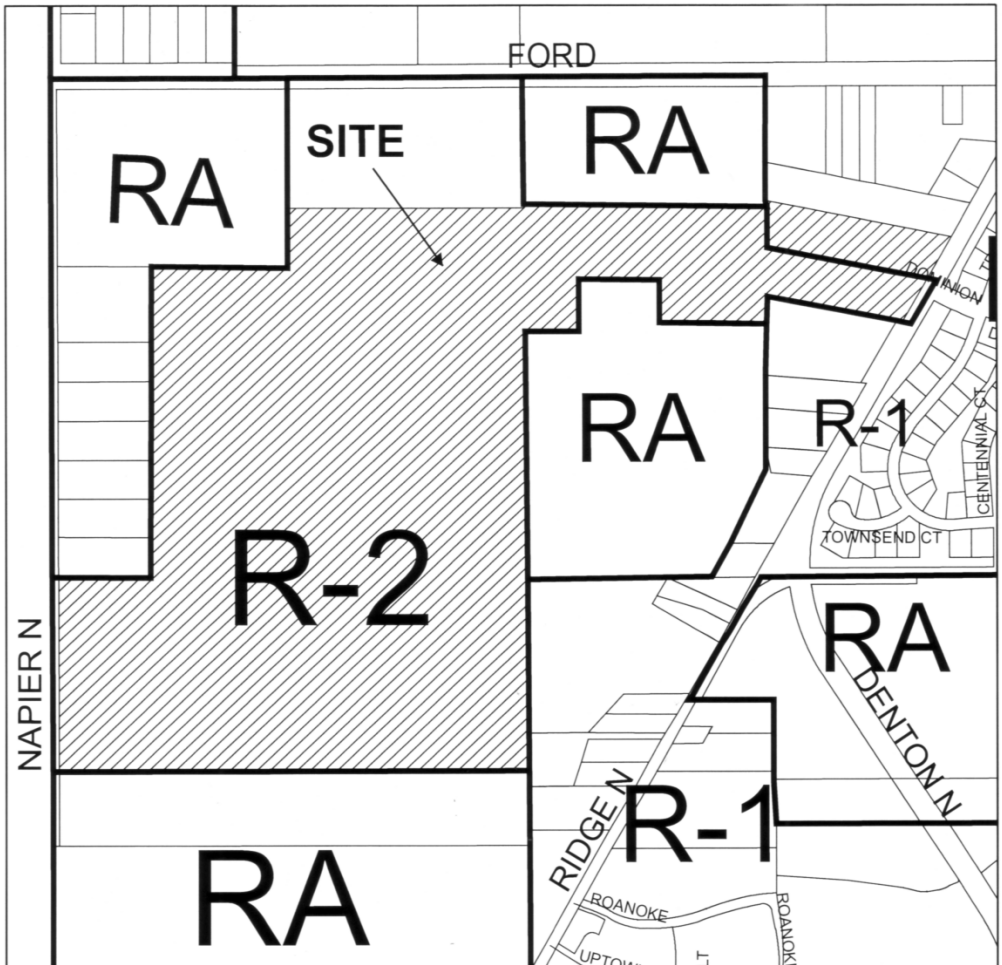 FORD
SITE
RA
RA
DOMINION
RA
R-1
CENTENNIAL CT
TOWNSEND CT
R-2
RA
NAPIER N
DENTON N
RIDGE N
R-1
RA
ROANOKE